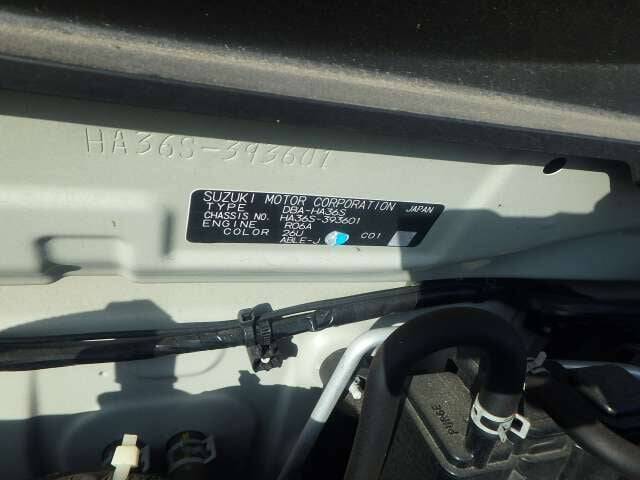 HA36S-393601
SUZUKI MOTOR CORPORATION JAPAN
TYPE DBA-HA36S
CHASSIS NO. HA36S-393601
ENGINE R06A
COLOR 26U C01
ABLE-J
PURGE